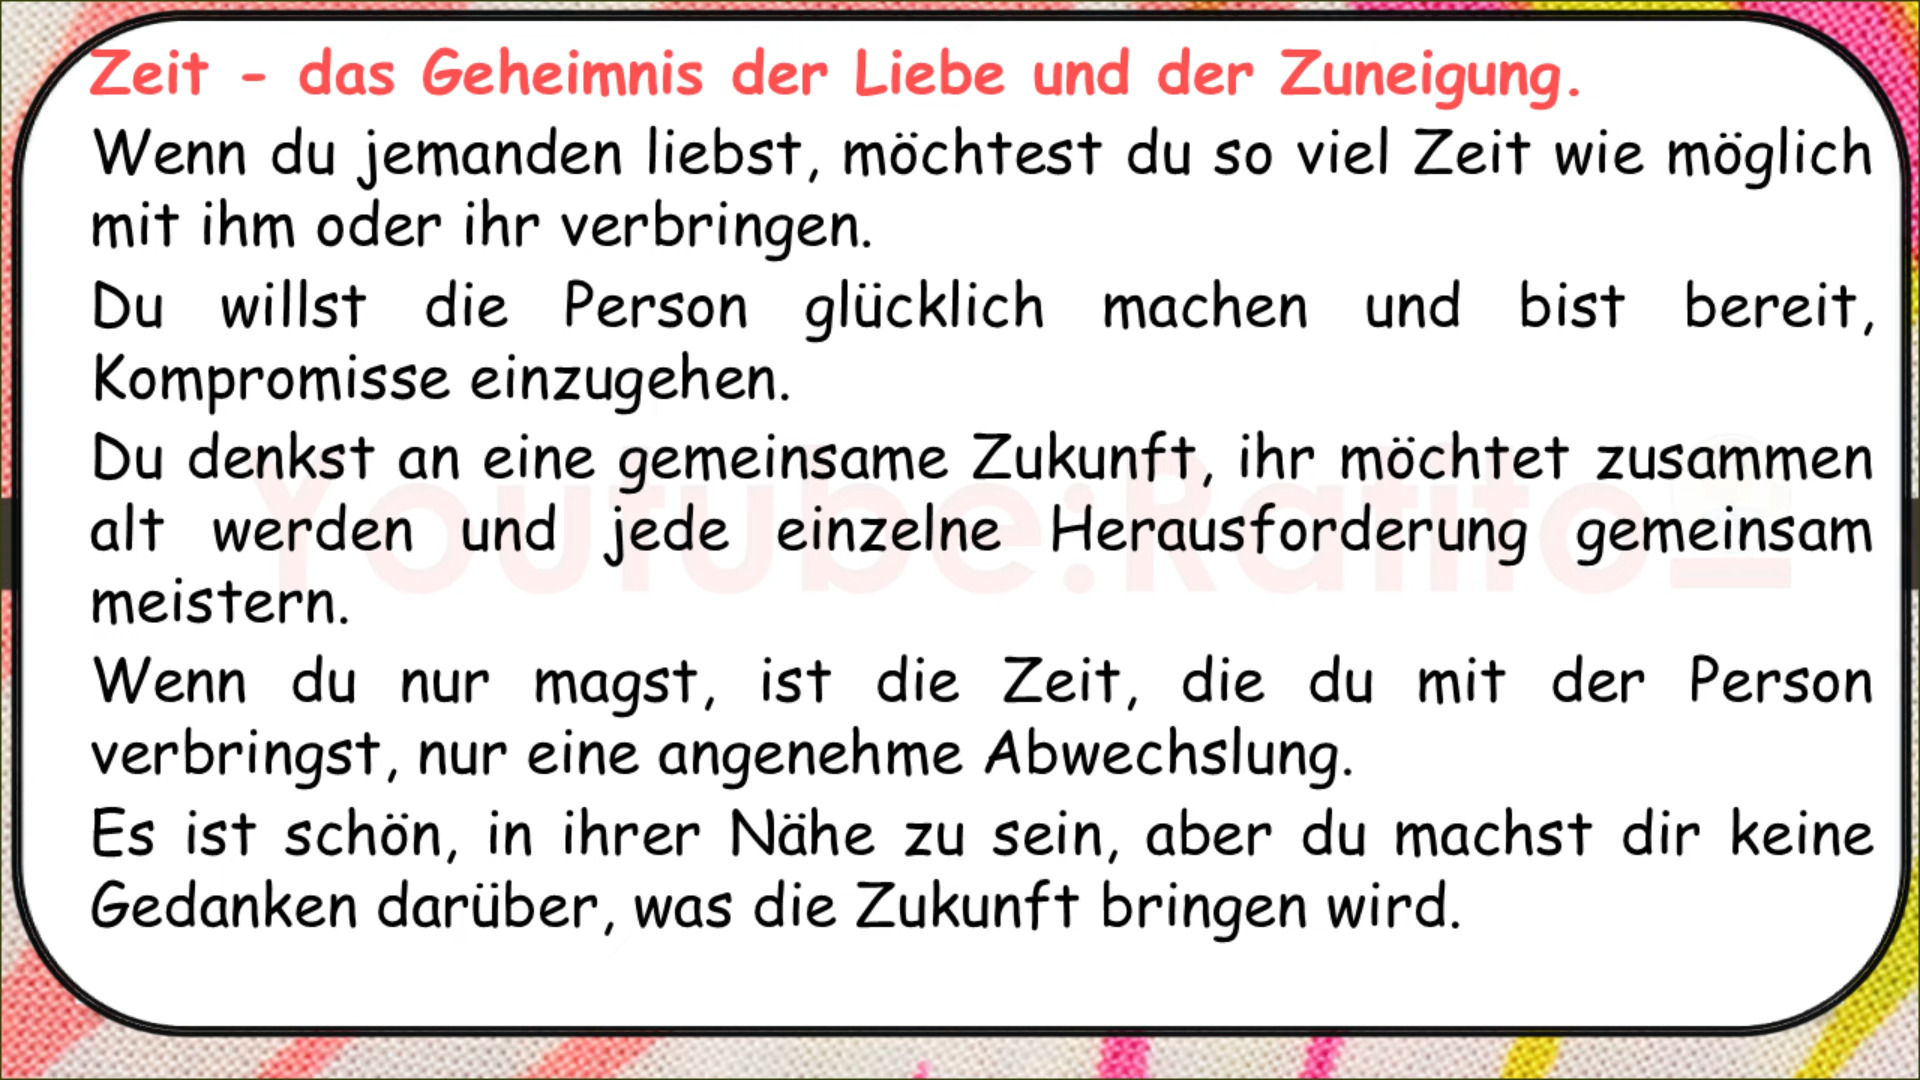 Zeit - das Geheimnis der Liebe und der Zuneigung.
Wenn du jemanden liebst, möchtest du so viel Zeit wie möglich
mit ihm oder ihr verbringen.
Du willst die Person glücklich machen und bist bereit,
Kompromisse einzugehen.
Du denkst an eine gemeinsame Zukunft, ihr möchtet zusammen
alt werden und jede einzelne Herausforderung gemeinsam
meistern.
Wenn du nur magst, ist die Zeit, die du mit der Person
verbringst, nur eine angenehme Abwechslung.
Es ist schön, in ihrer Nähe zu sein, aber du machst dir keine
Gedanken darüber, was die Zukunft bringen wird.